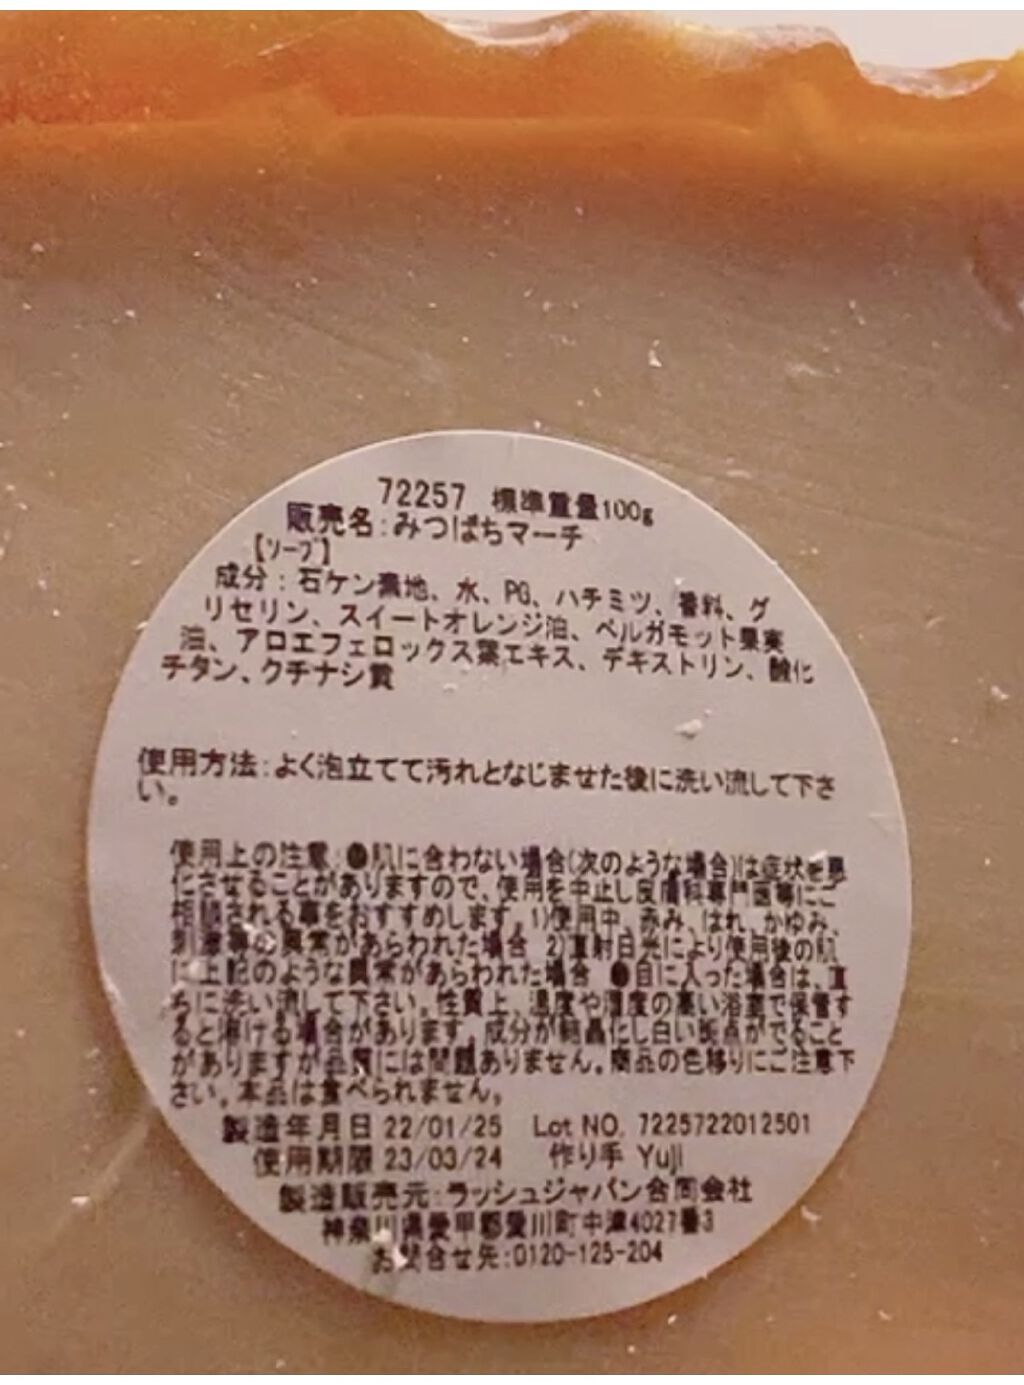 72257 標準重量100g
販売名:みつばちマーチ
【ソープ】
成分:石ケン素地、水、PG、ハチミツ、香料、グ
リセリン、スイートオレンジ油、ベルガモット果実
油、アロエフェロックス葉エキス、デキストリン、酸化
チタン、クチナシ黄
使用方法:よく泡立てて汚れとなじませた後に洗い流して下さ
い。
使用上の注意:●肌に合わない場合(次のような場合)は症状を悪
化させることがありますので、使用を中止し皮膚科専門医等にご
相談される事をおすすめします。1)使用中、赤み、はれ、かゆみ、
刺激等の異常があらわれた場合 2)直射日光により使用後の肌
に上記のような異常があらわれた場合 ●目に入った場合は、直
ちに洗い流して下さい。性質上、温度や湿度の高い浴室で保管す
ると溶ける場合があります。成分が結晶化し白い斑点がでること
がありますが品質には問題ありません。商品の色移りにご注意下
さい。本品は食べられません。
製造年月日 22/01/25 Lot NO. 7225722012501
使用期限 23/03/24 作り手 Yuji
製造販売元:ラッシュジャパン合同会社
神奈川県愛甲郡愛川町中津4027番3
お問合せ先:0120-125-204